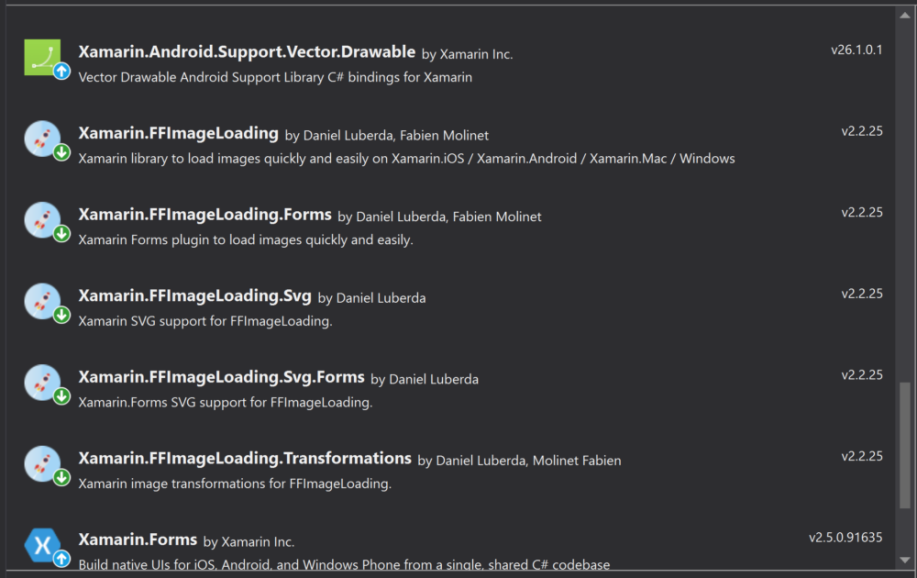 Xamarin.Android.Support.Vector.Drawable by Xamarin Inc. v26.1.0.1
Vector Drawable Android Support Library C# bindings for Xamarin
Xamarin.FFImageLoading by Daniel Luberda, Fabien Molinet v2.2.25
Xamarin library to load images quickly and easily on Xamarin.iOS / Xamarin.Android / Xamarin.Mac / Windows
Xamarin.FFImageLoading.Forms by Daniel Luberda, Fabien Molinet v2.2.25
Xamarin Forms plugin to load images quickly and easily.
Xamarin.FFImageLoading.Svg by Daniel Luberda v2.2.25
Xamarin SVG support for FFImageLoading.
Xamarin.FFImageLoading.Svg.Forms by Daniel Luberda v2.2.25
Xamarin.Forms SVG support for FFImageLoading.
Xamarin.FFImageLoading.Transformations by Daniel Luberda, Molinet Fabien v2.2.25
Xamarin image transformations for FFImageLoading.
Xamarin.Forms by Xamarin Inc. v2.5.0.91635
Build native UIs for iOS, Android, and Windows Phone from a single, shared C# codebase